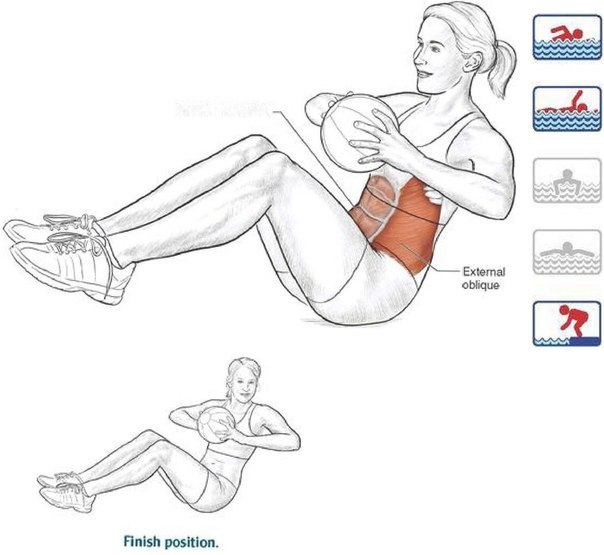 External
oblique
Finish position.